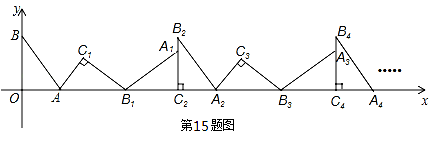 y
B
B₂
B₄
C₁
A₁
C₃
A₃
.....
O
A
B₁
C₂
A₂
B₃
C₄
A₄
x
第15题图